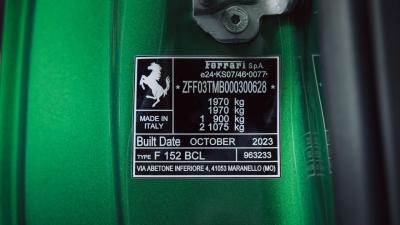 Ferrari S.p.A.
e24*KS07/46*0077*
*ZFF03TMB000300628*
1970 kg
1970 kg
1 900 kg
2 1075 kg
MADE IN
ITALY
Built Date OCTOBER 2023
TYPE F 152 BCL 963233
VIA ABETONE INFERIORE 4, 41053 MARANELLO (MO)